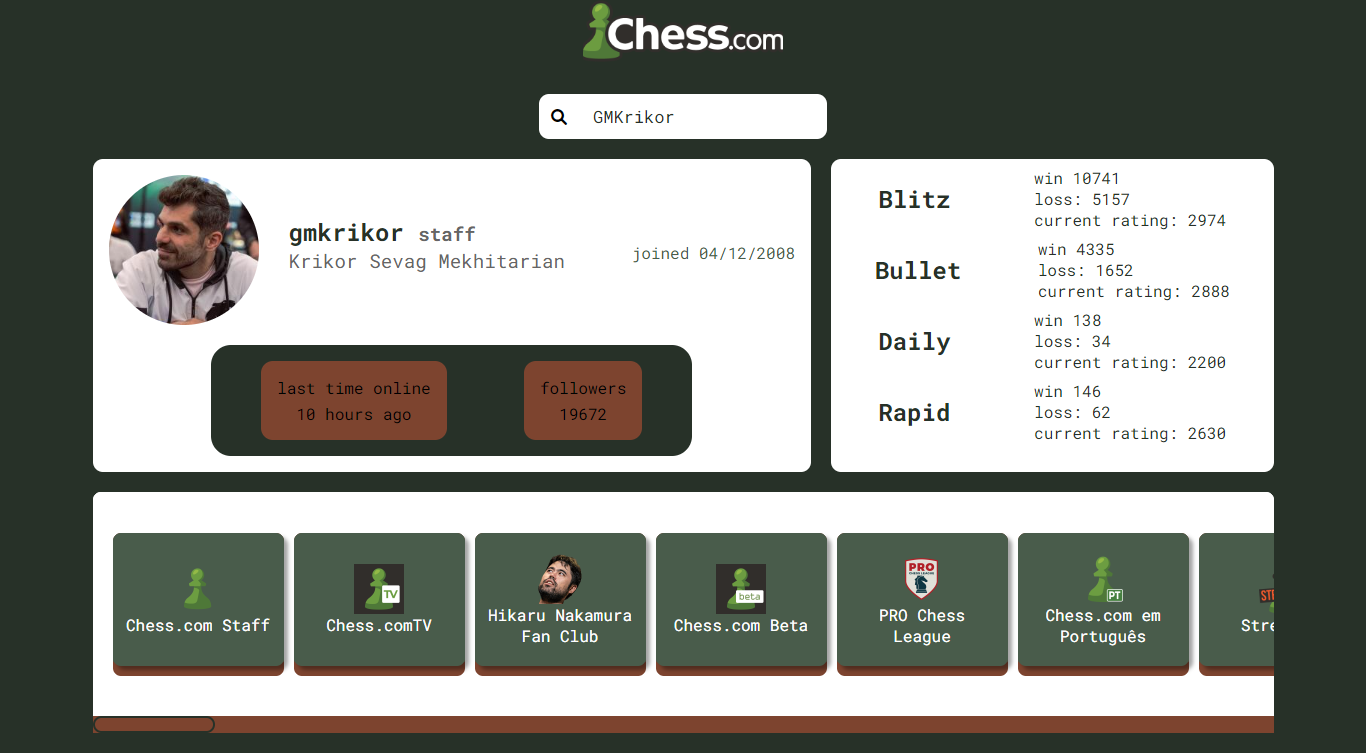 Chess.com
GMKrikor
gmkrikor staff
Krikor Sevag Mekhitarian
joined 04/12/2008
last time online
10 hours ago
followers
19672
Blitz
win 10741
loss: 5157
current rating: 2974
Bullet
win 4335
loss: 1652
current rating: 2888
Daily
win 138
loss: 34
current rating: 2200
Rapid
win 146
loss: 62
current rating: 2630
Chess.com Staff
TV
Chess.comTV
Hikaru Nakamura
Fan Club
beta
Chess.com Beta
PRO
CHESS LEAGUE
PRO Chess
League
PT
Chess.com em
Português